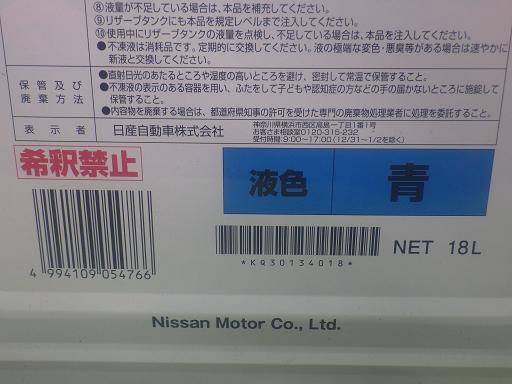 ⑧液量が不足している場合は、本品を補充してください。
⑨リザーブタンクにも本品を規定レベルまで注入してください。
⑩使用中にリザーブタンクの液量を点検し、不足している場合は、本品を注入してください。
●不凍液は消耗品です。定期的に交換してください。液の極端な変色・悪臭等がある場合は速やかに
新液と交換してください。
保管及び
廃棄方法
●直射日光のあたるところや湿度の高いところを避け、密封して常温で保管すること。
●不凍液の表示のある容器を用い、ふたをして子どもや認知症の方などの手の届かないところに施錠して
保管すること。
●内容物を廃棄する場合は、都道府県知事の許可を受けた専門の廃棄物処理業者に処理を委託すること。
表示者
日産自動車株式会社
神奈川県横浜市西区高島一丁目1番1号
お客さま相談室0120-315-232
受付時間9:00~17:00(12/31~1/2を除く)
希釈禁止
液色 青
4 994109 054766
*KQ30134018*
NET 18L
Nissan Motor Co., Ltd.